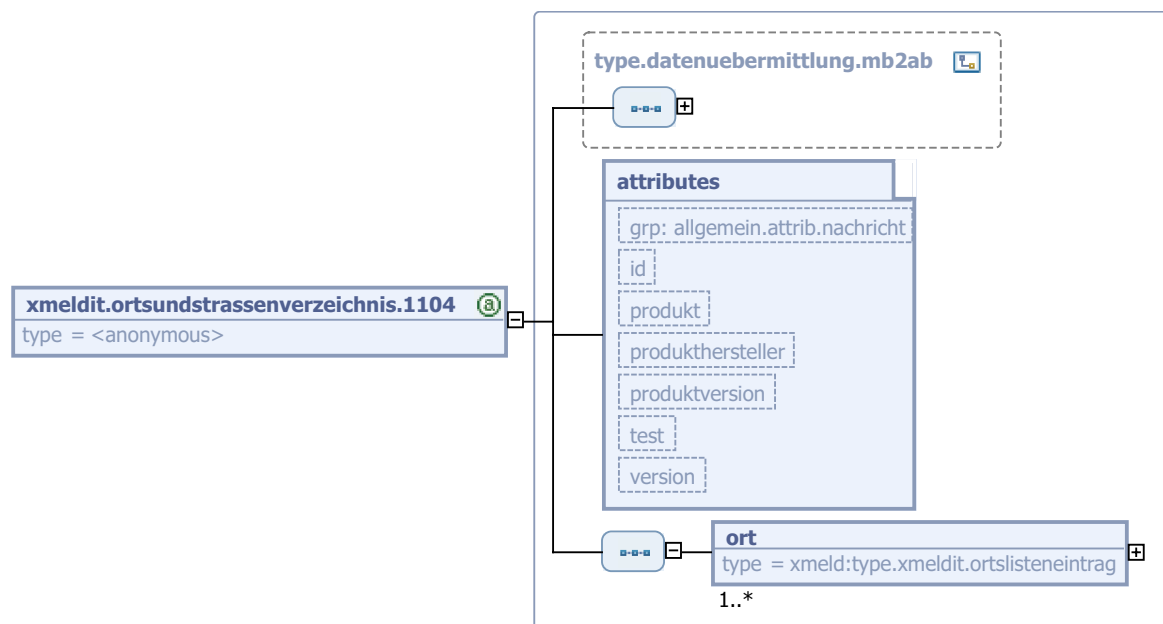 type.datenuebermittlung.mb2ab
attributes
grp: allgemein.attrib.nachricht
id
produkt
xmeldit.ortsundstrassenverzeichnis.1104 a
type = <anonymous>
produkthersteller
produktversion
test
version
ort
type = xmeld:type.xmeldit.ortslisteneintrag
1..*